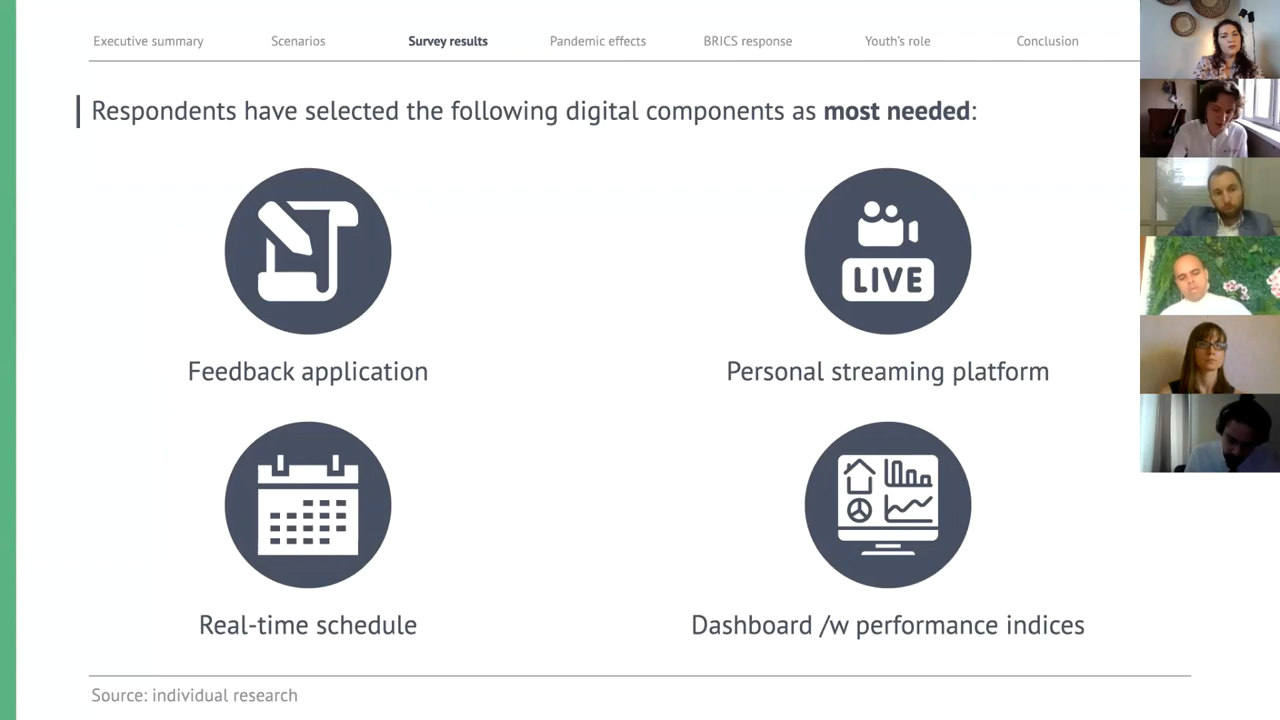 Executive summary
Scenarios
Survey results
Pandemic effects
BRICS response
Youth's role
Conclusion
Respondents have selected the following digital components as most needed:
LIVE
Feedback application
Personal streaming platform
Real-time schedule
Dashboard /w performance indices
Source: individual research